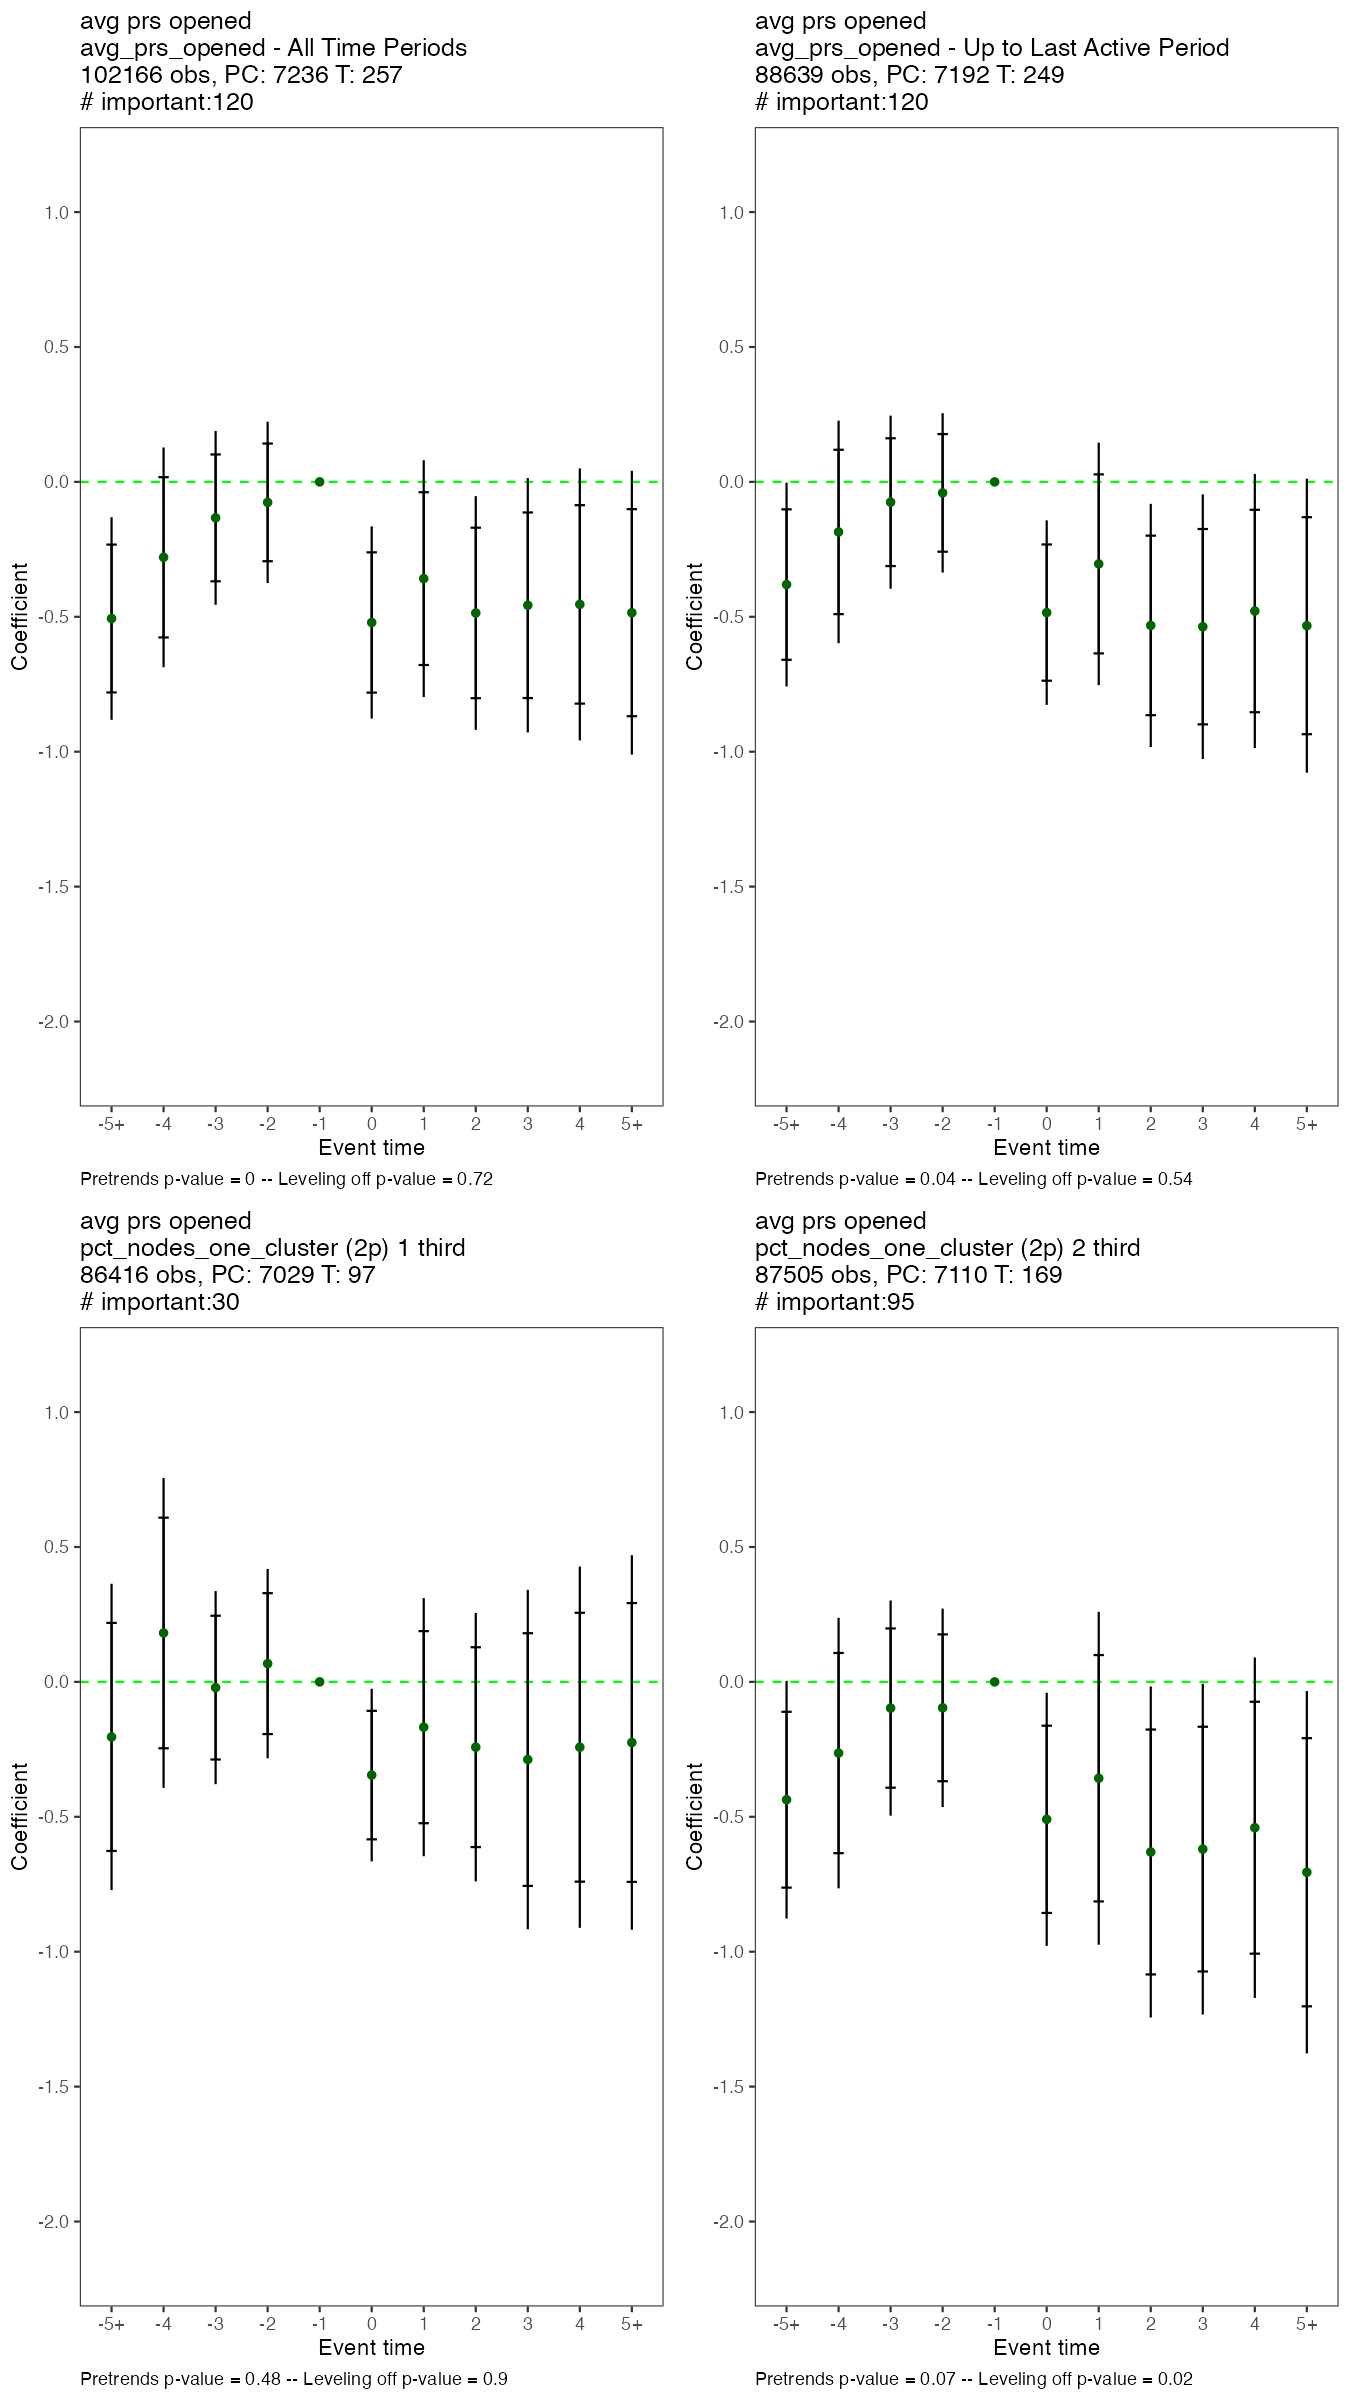 avg prs opened
avg_prs_opened - All Time Periods
102166 obs, PC: 7236 T: 257
# important:120
1.0
0.5
0.0
-0.5
-1.0
-1.5
-2.0
Coefficient
-5+ -4 -3 -2 -1 0 1 2 3 4 5+
Event time
Pretrends p-value = 0 -- Leveling off p-value = 0.72
avg prs opened
avg_prs_opened - Up to Last Active Period
88639 obs, PC: 7192 T: 249
# important:120
1.0
0.5
0.0
-0.5
-1.0
-1.5
-2.0
Coefficient
-5+ -4 -3 -2 -1 0 1 2 3 4 5+
Event time
Pretrends p-value = 0.04 -- Leveling off p-value = 0.54
avg prs opened
pct_nodes_one_cluster (2p) 1 third
86416 obs, PC: 7029 T: 97
# important:30
1.0
0.5
0.0
-0.5
-1.0
-1.5
-2.0
Coefficient
-5+ -4 -3 -2 -1 0 1 2 3 4 5+
Event time
Pretrends p-value = 0.48 -- Leveling off p-value = 0.9
avg prs opened
pct_nodes_one_cluster (2p) 2 third
87505 obs, PC: 7110 T: 169
# important:95
1.0
0.5
0.0
-0.5
-1.0
-1.5
-2.0
Coefficient
-5+ -4 -3 -2 -1 0 1 2 3 4 5+
Event time
Pretrends p-value = 0.07 -- Leveling off p-value = 0.02